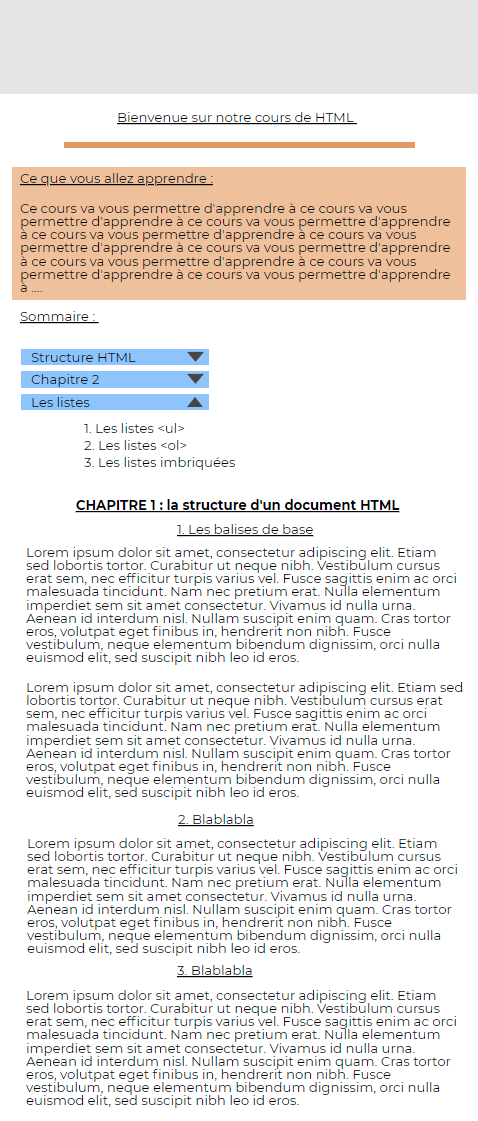 Bienvenue sur notre cours de HTML
Ce que vous allez apprendre :
Ce cours va vous permettre d'apprendre à ce cours va vous
permettre d'apprendre à ce cours va vous permettre d'apprendre
à ce cours va vous permettre d'apprendre à ce cours va vous
permettre d'apprendre à ce cours va vous permettre d'apprendre
à ce cours va vous permettre d'apprendre à ce cours va vous
permettre d'apprendre à ce cours va vous permettre d'apprendre
à ....
Sommaire :
Structure HTML
Chapitre 2
Les listes
1. Les listes <ul>
2. Les listes <ol>
3. Les listes imbriquées
CHAPITRE 1 : la structure d'un document HTML
1. Les balises de base
Lorem ipsum dolor sit amet, consectetur adipiscing elit. Etiam
sed lobortis tortor. Curabitur ut neque nibh. Vestibulum cursus
erat sem, nec efficitur turpis varius vel. Fusce sagittis enim ac orci
malesuada tincidunt. Nam nec pretium erat. Nulla elementum
imperdiet sem sit amet consectetur. Vivamus id nulla urna.
Aenean id interdum nisl. Nullam suscipit enim quam. Cras tortor
eros, volutpat eget finibus in, hendrerit non nibh. Fusce
vestibulum, neque elementum bibendum dignissim, orci nulla
euismod elit, sed suscipit nibh leo id eros.
Lorem ipsum dolor sit amet, consectetur adipiscing elit. Etiam sed
lobortis tortor. Curabitur ut neque nibh. Vestibulum cursus erat
sem, nec efficitur turpis varius vel. Fusce sagittis enim ac orci
malesuada tincidunt. Nam nec pretium erat. Nulla elementum
imperdiet sem sit amet consectetur. Vivamus id nulla urna.
Aenean id interdum nisl. Nullam suscipit enim quam. Cras tortor
eros, volutpat eget finibus in, hendrerit non nibh. Fusce
vestibulum, neque elementum bibendum dignissim, orci nulla
euismod elit, sed suscipit nibh leo id eros.
2. Blablabla
Lorem ipsum dolor sit amet, consectetur adipiscing elit. Etiam
sed lobortis tortor. Curabitur ut neque nibh. Vestibulum cursus
erat sem, nec efficitur turpis varius vel. Fusce sagittis enim ac orci
malesuada tincidunt. Nam nec pretium erat. Nulla elementum
imperdiet sem sit amet consectetur. Vivamus id nulla urna.
Aenean id interdum nisl. Nullam suscipit enim quam. Cras tortor
eros, volutpat eget finibus in, hendrerit non nibh. Fusce
vestibulum, neque elementum bibendum dignissim, orci nulla
euismod elit, sed suscipit nibh leo id eros.
3. Blablabla
Lorem ipsum dolor sit amet, consectetur adipiscing elit. Etiam
sed lobortis tortor. Curabitur ut neque nibh. Vestibulum cursus
erat sem, nec efficitur turpis varius vel. Fusce sagittis enim ac orci
malesuada tincidunt. Nam nec pretium erat. Nulla elementum
imperdiet sem sit amet consectetur. Vivamus id nulla urna.
Aenean id interdum nisl. Nullam suscipit enim quam. Cras tortor
eros, volutpat eget finibus in, hendrerit non nibh. Fusce
vestibulum, neque elementum bibendum dignissim, orci nulla
euismod elit, sed suscipit nibh leo id eros.